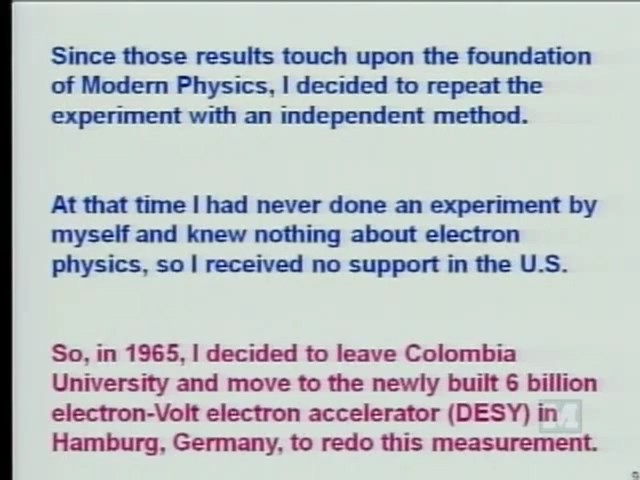 Since those results touch upon the foundation
of Modern Physics, I decided to repeat the
experiment with an independent method.
At that time I had never done an experiment by
myself and knew nothing about electron
physics, so I received no support in the U.S.
So, in 1965, I decided to leave Colombia
University and move to the newly built 6 billion
electron-Volt electron accelerator (DESY) in
Hamburg, Germany, to redo this measurement.
M